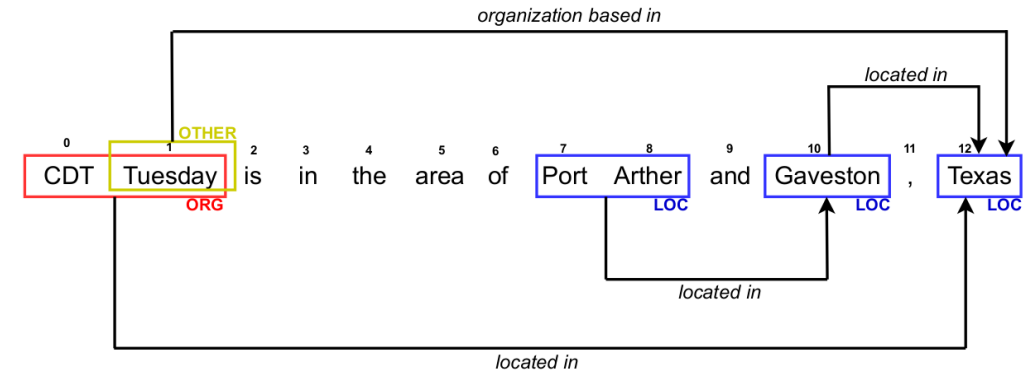 organization based in
located in
OTHER
0 1 2 3 4 5 6 7 8 9 10 11 12
CDT Tuesday is in the area of Port Arther and Gaveston , Texas
ORG LOC LOC LOC
located in
located in